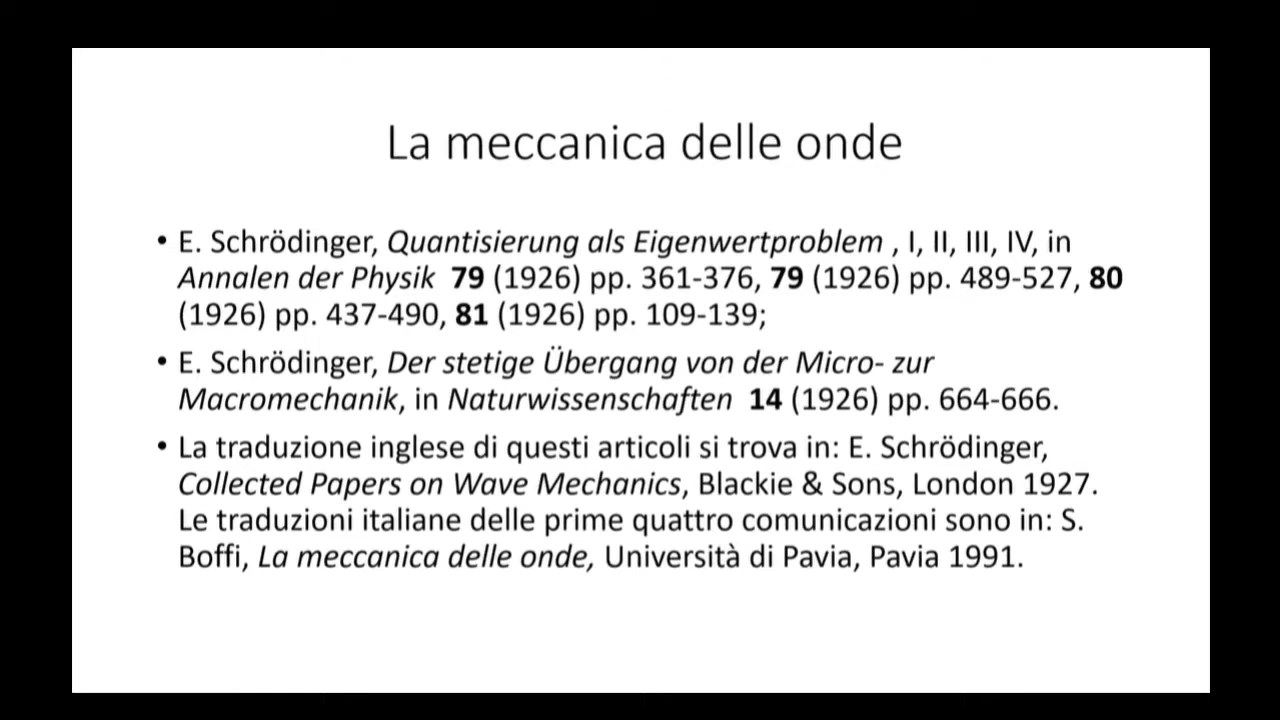 La meccanica delle onde
• E. Schrödinger, Quantisierung als Eigenwertproblem , I, II, III, IV, in
Annalen der Physik 79 (1926) pp. 361-376, 79 (1926) pp. 489-527, 80
(1926) pp. 437-490, 81 (1926) pp. 109-139;
• E. Schrödinger, Der stetige Übergang von der Micro- zur
Macromechanik, in Naturwissenschaften 14 (1926) pp. 664-666.
• La traduzione inglese di questi articoli si trova in: E. Schrödinger,
Collected Papers on Wave Mechanics, Blackie & Sons, London 1927.
Le traduzioni italiane delle prime quattro comunicazioni sono in: S.
Boffi, La meccanica delle onde, Università di Pavia, Pavia 1991.